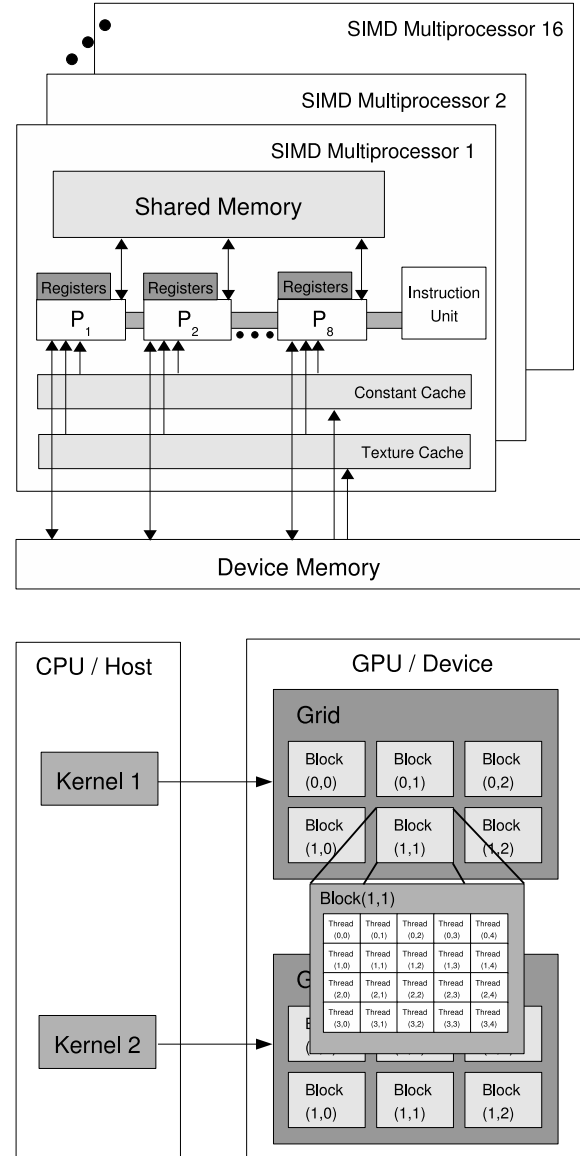 SIMD Multiprocessor 16
SIMD Multiprocessor 2
SIMD Multiprocessor 1
Shared Memory
Registers Registers Registers
P1 P2 P8
Instruction
Unit
Constant Cache
Texture Cache
Device Memory
CPU / Host
GPU / Device
Grid
Kernel 1
Block Block Block
(0,0) (0,1) (0,2)
Block Block Block
(1,0) (1,1) (1,2)
Block(1,1)
Thread Thread Thread Thread Thread
(0,0) (0,1) (0,2) (0,3) (0,4)
Thread Thread Thread Thread Thread
(1,0) (1,1) (1,2) (1,3) (1,4)
Thread Thread Thread Thread Thread
(2,0) (2,1) (2,2) (2,3) (2,4)
Thread Thread Thread Thread Thread
(3,0) (3,1) (3,2) (3,3) (3,4)
Kernel 2
Block Block Block
(1,0) (1,1) (1,2)